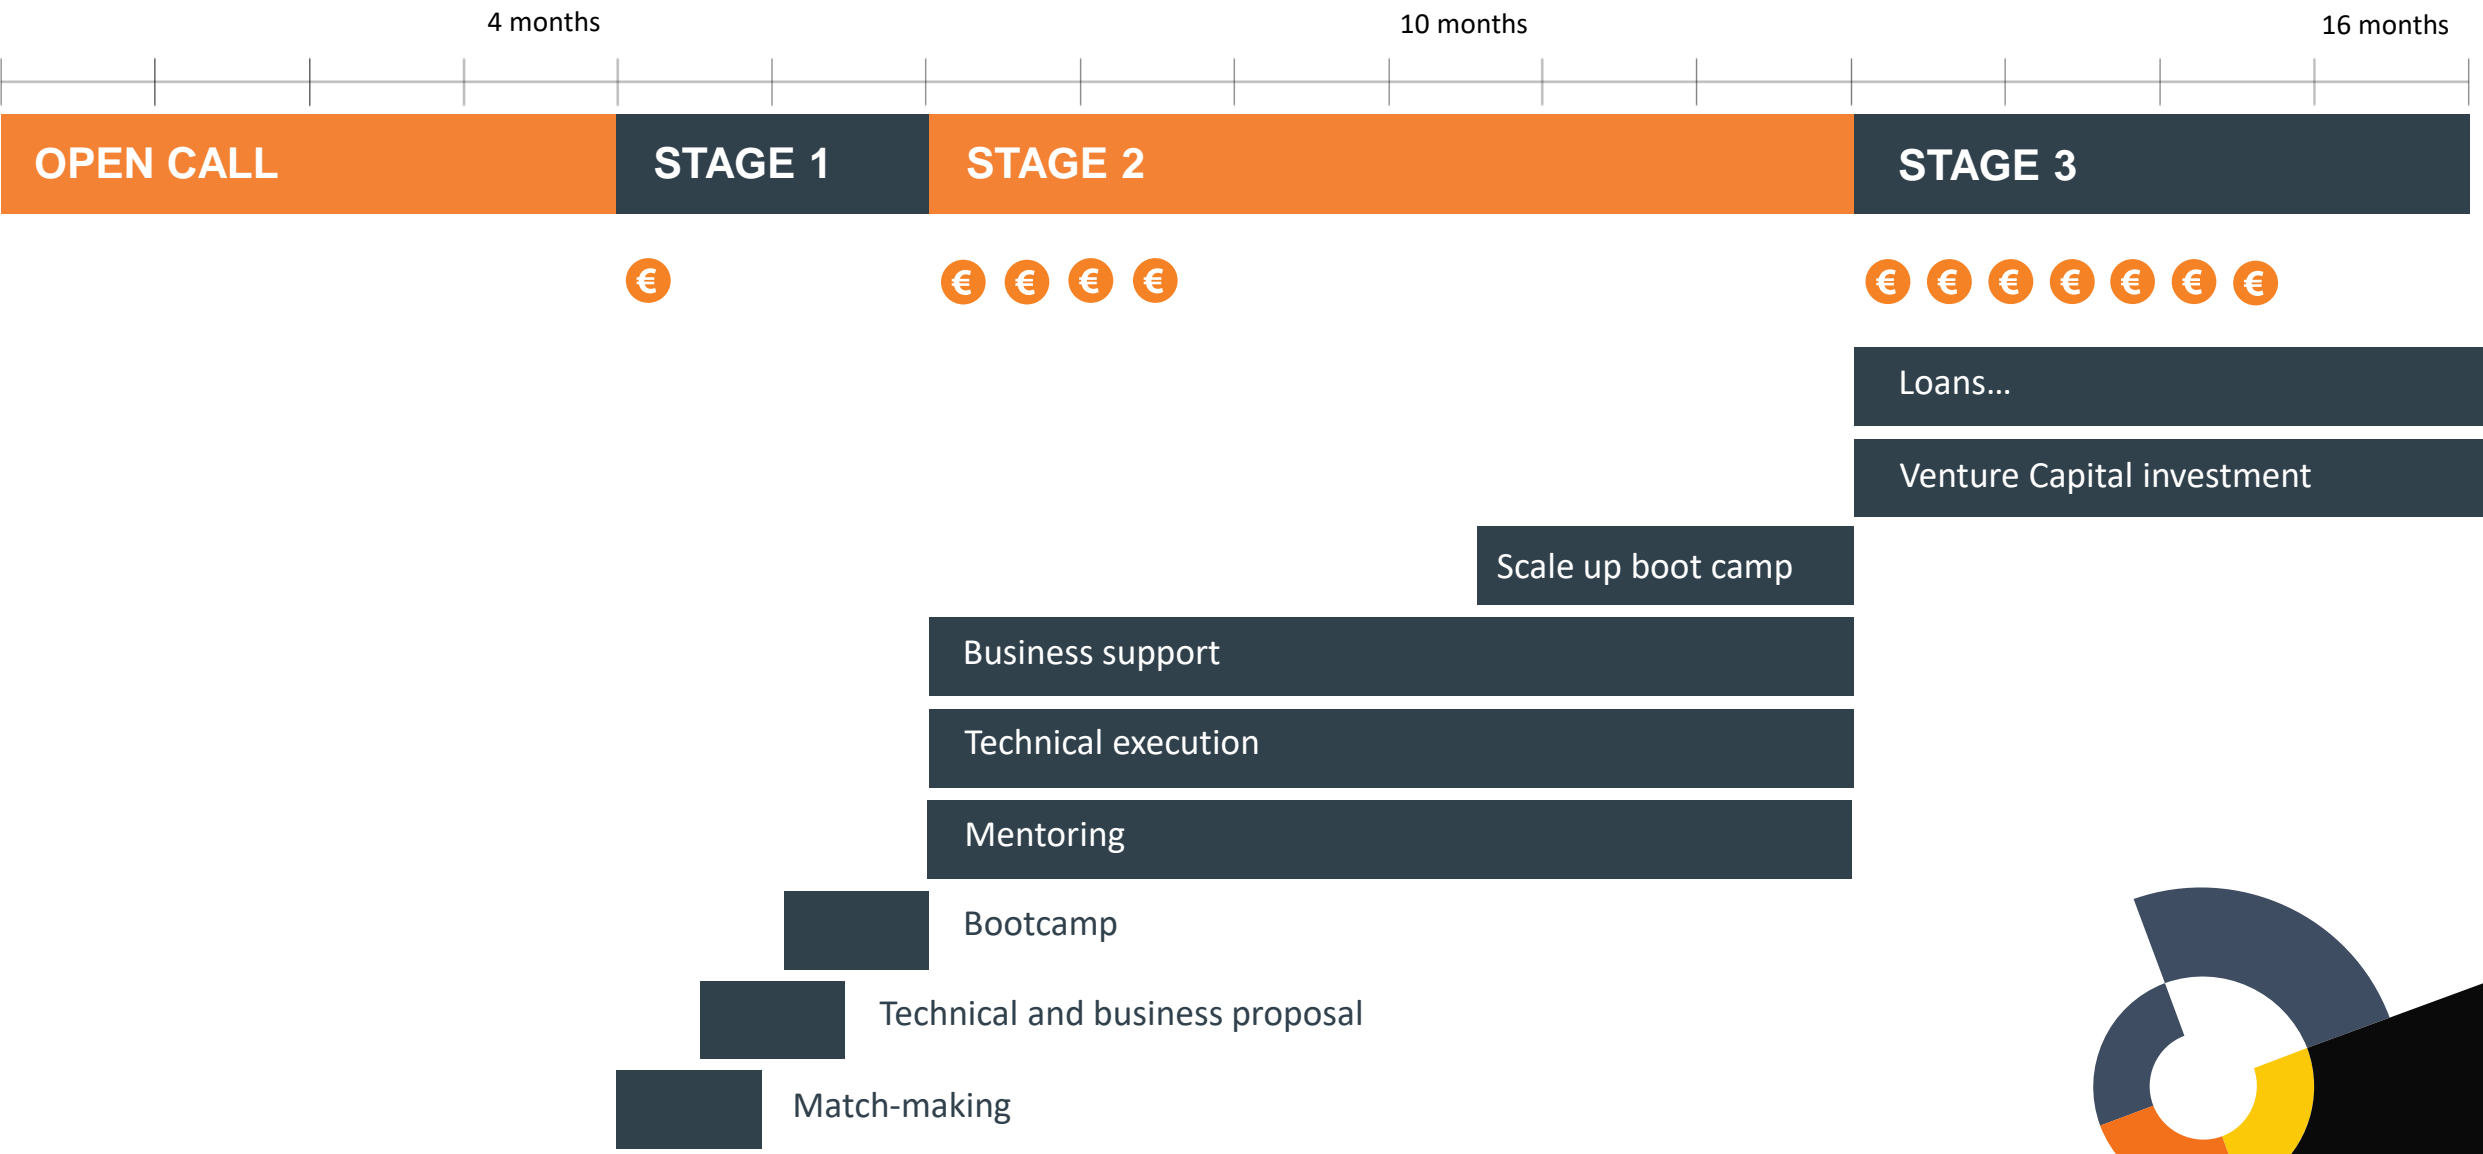 4 months
10 months
16 months
OPEN CALL
STAGE 1
STAGE 2
STAGE 3
€
€ € € €
€ € € € € € €
Loans...
Venture Capital investment
Scale up boot camp
Business support
Technical execution
Mentoring
Bootcamp
Technical and business proposal
Match-making